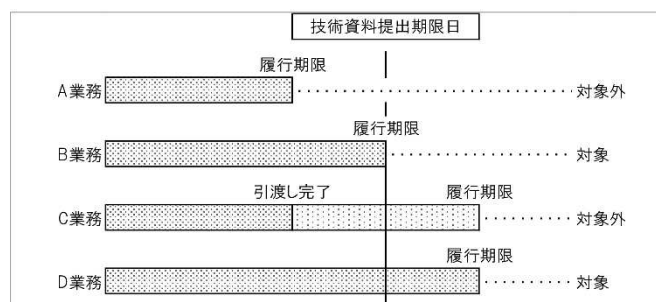 技術資料提出期限日
履行期限
A業務 対象外
履行期限
B業務 対象
引渡し完了 履行期限
C業務 対象外
履行期限
D業務 対象